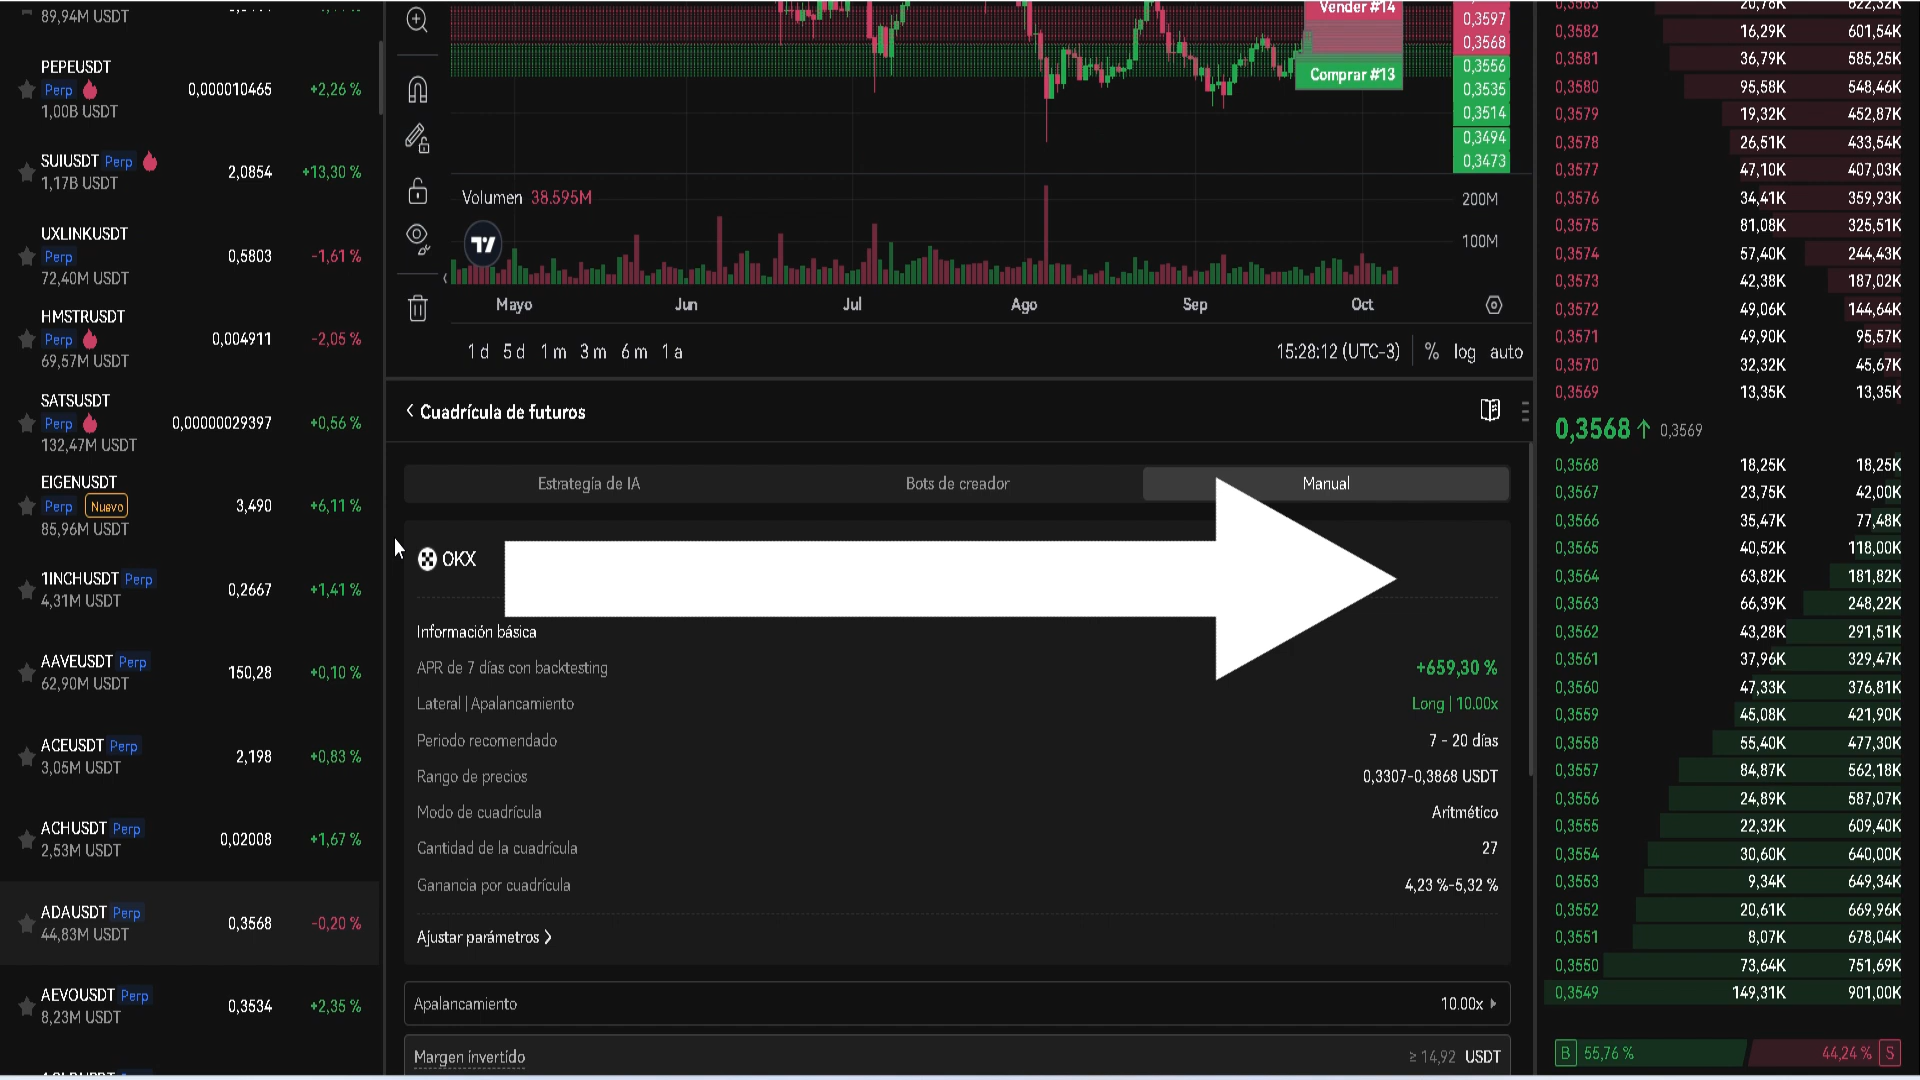 89,94M USDT
PEPEUSDT
Perp
0,000010465
+2,26 %
1,00B USDT
SUIUSDT Perp
2,0854
+13,30 %
1,17B USDT
UXLINKUSDT
Perp
0,5803
-1,61 %
72,40M USDT
HMSTRUSDT
Perp
0,004911
-2,05 %
69,57M USDT
SATSUSDT
Perp
0,00000029397
+0,56 %
132,47M USDT
EIGENUSDT
Perp Nuevo
3,490
+6,11 %
85,96M USDT
1INCHUSDT Perp
0,2667
+1,41 %
4,31M USDT
AAVEUSDT Perp
150,28
+0,10 %
62,90M USDT
ACEUSDT Perp
2,198
+0,83 %
3,05M USDT
ACHUSDT Perp
0,02008
+1,67 %
2,53M USDT
ADAUSDT Perp
0,3568
-0,20 %
44,83M USDT
AEVOUSDT Perp
0,3534
+2,35 %
8,23M USDT
Vender #14
Comprar #13
0,3597
0,3568
0,3556
0,3535
0,3514
0,3494
0,3473
Volumen 38.595M
200M
100M
Mayo Jun Jul Ago Sep Oct
1 d 5 d 1 m 3 m 6 m 1 a
15:28:12 (UTC-3) % log auto
Cuadrícula de futuros
Estrategia de IA
Bots de creador
Manual
OKX
Información básica
APR de 7 días con backtesting +659,30 %
Lateral | Apalancamiento Long | 10.00x
Periodo recomendado 7 - 20 días
Rango de precios 0,3307-0,3868 USDT
Modo de cuadrícula Aritmético
Cantidad de la cuadrícula 27
Ganancia por cuadrícula 4,23 %-5,32 %
Ajustar parámetros >
Apalancamiento 10.00x
Margen invertido ≥ 14,92 USDT
0,3583 20,78K 622,32K
0,3582 16,29K 601,54K
0,3581 36,79K 585,25K
0,3580 95,58K 548,46K
0,3579 19,32K 452,87K
0,3578 26,51K 433,54K
0,3577 47,10K 407,03K
0,3576 34,41K 359,93K
0,3575 81,08K 325,51K
0,3574 57,40K 244,43K
0,3573 42,38K 187,02K
0,3572 49,06K 144,64K
0,3571 49,90K 95,57K
0,3570 32,32K 45,67K
0,3569 13,35K 13,35K
0,3568 ↑ 0,3569
0,3568 18,25K 18,25K
0,3567 23,75K 42,00K
0,3566 35,47K 77,48K
0,3565 40,52K 118,00K
0,3564 63,82K 181,82K
0,3563 66,39K 248,22K
0,3562 43,28K 291,51K
0,3561 37,96K 329,47K
0,3560 47,33K 376,81K
0,3559 45,08K 421,90K
0,3558 55,40K 477,30K
0,3557 84,87K 562,18K
0,3556 24,89K 587,07K
0,3555 22,32K 609,40K
0,3554 30,60K 640,00K
0,3553 9,34K 649,34K
0,3552 20,61K 669,96K
0,3551 8,07K 678,04K
0,3550 73,64K 751,69K
0,3549 149,31K 901,00K
B 55,76 % 44,24 % S